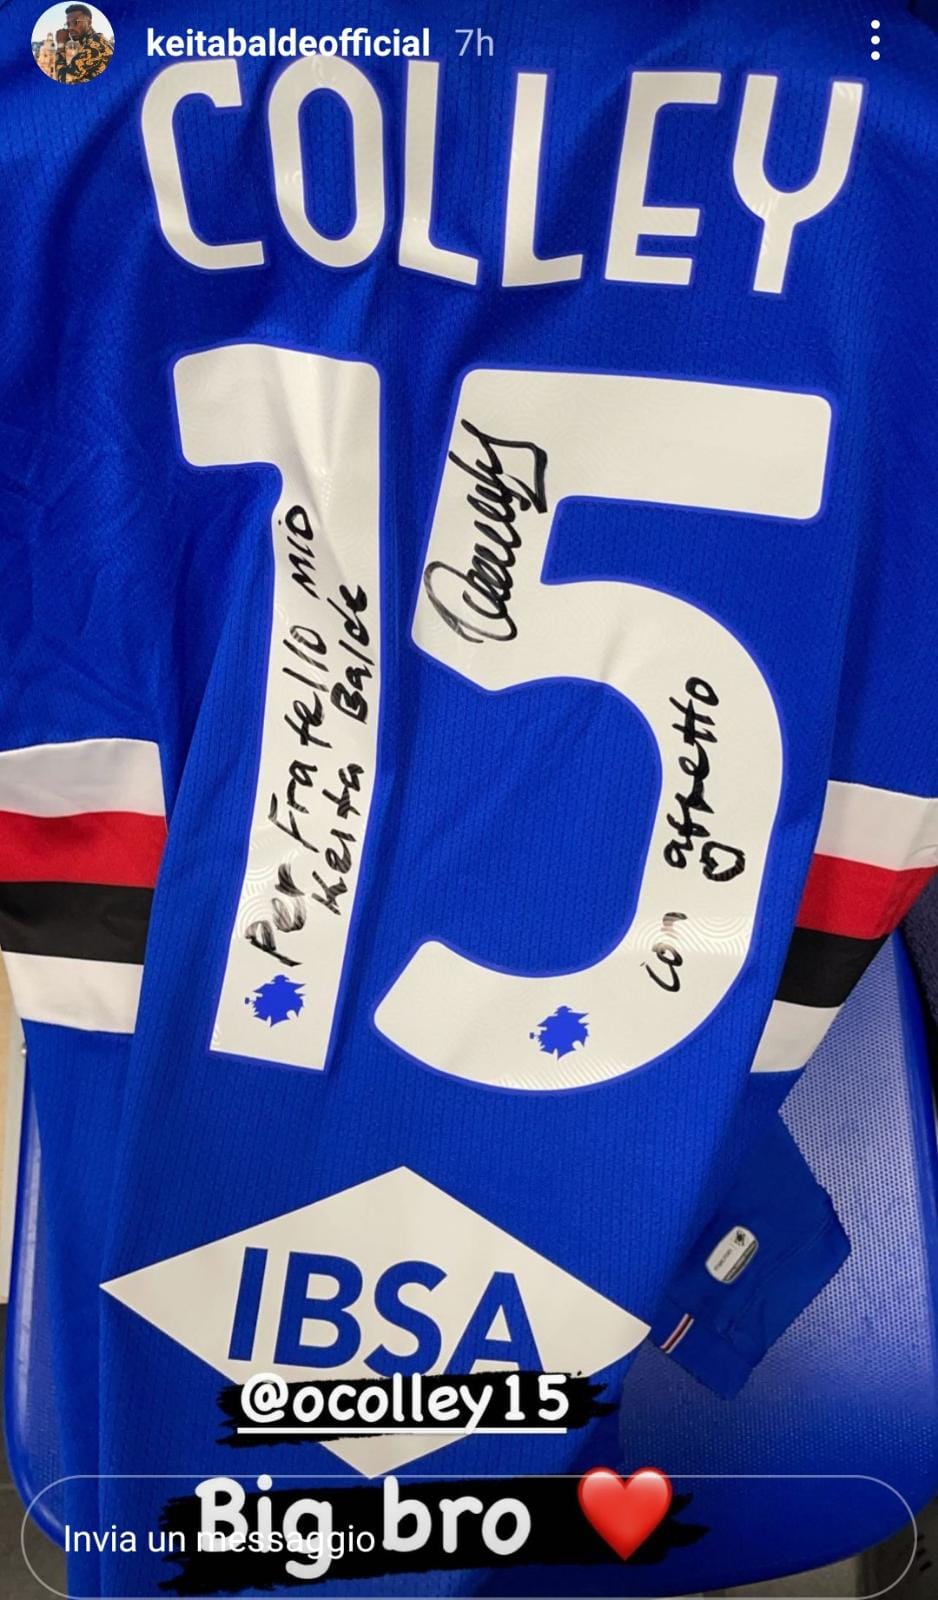 keitabaldeofficial 7h
COLLEY
15
Per Fratello mio
Keita Balde
con affetto
IBSA
@ocolley15
Big bro ❤️
Invia un messaggio